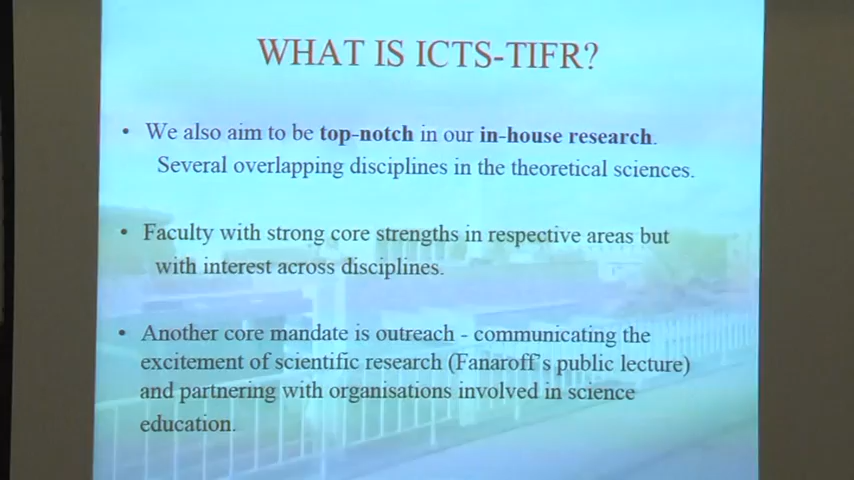 WHAT IS ICTS-TIFR?
• We also aim to be top-notch in our in-house research.
Several overlapping disciplines in the theoretical sciences.
• Faculty with strong core strengths in respective areas but
with interest across disciplines.
• Another core mandate is outreach - communicating the
excitement of scientific research (Fanaroff's public lecture)
and partnering with organisations involved in science
education.